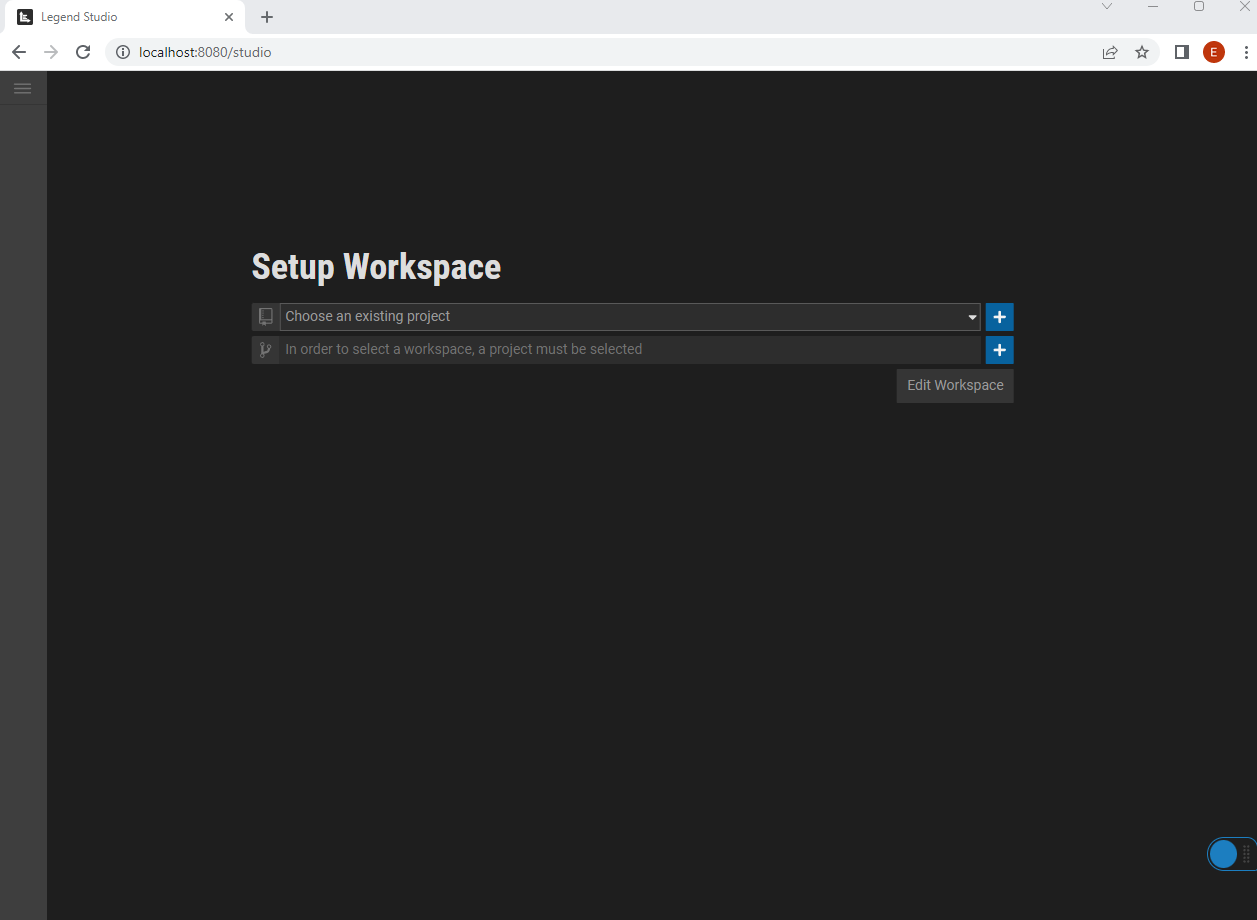 Legend Studio
localhost:8080/studio
E
Setup Workspace
Choose an existing project
In order to select a workspace, a project must be selected
Edit Workspace